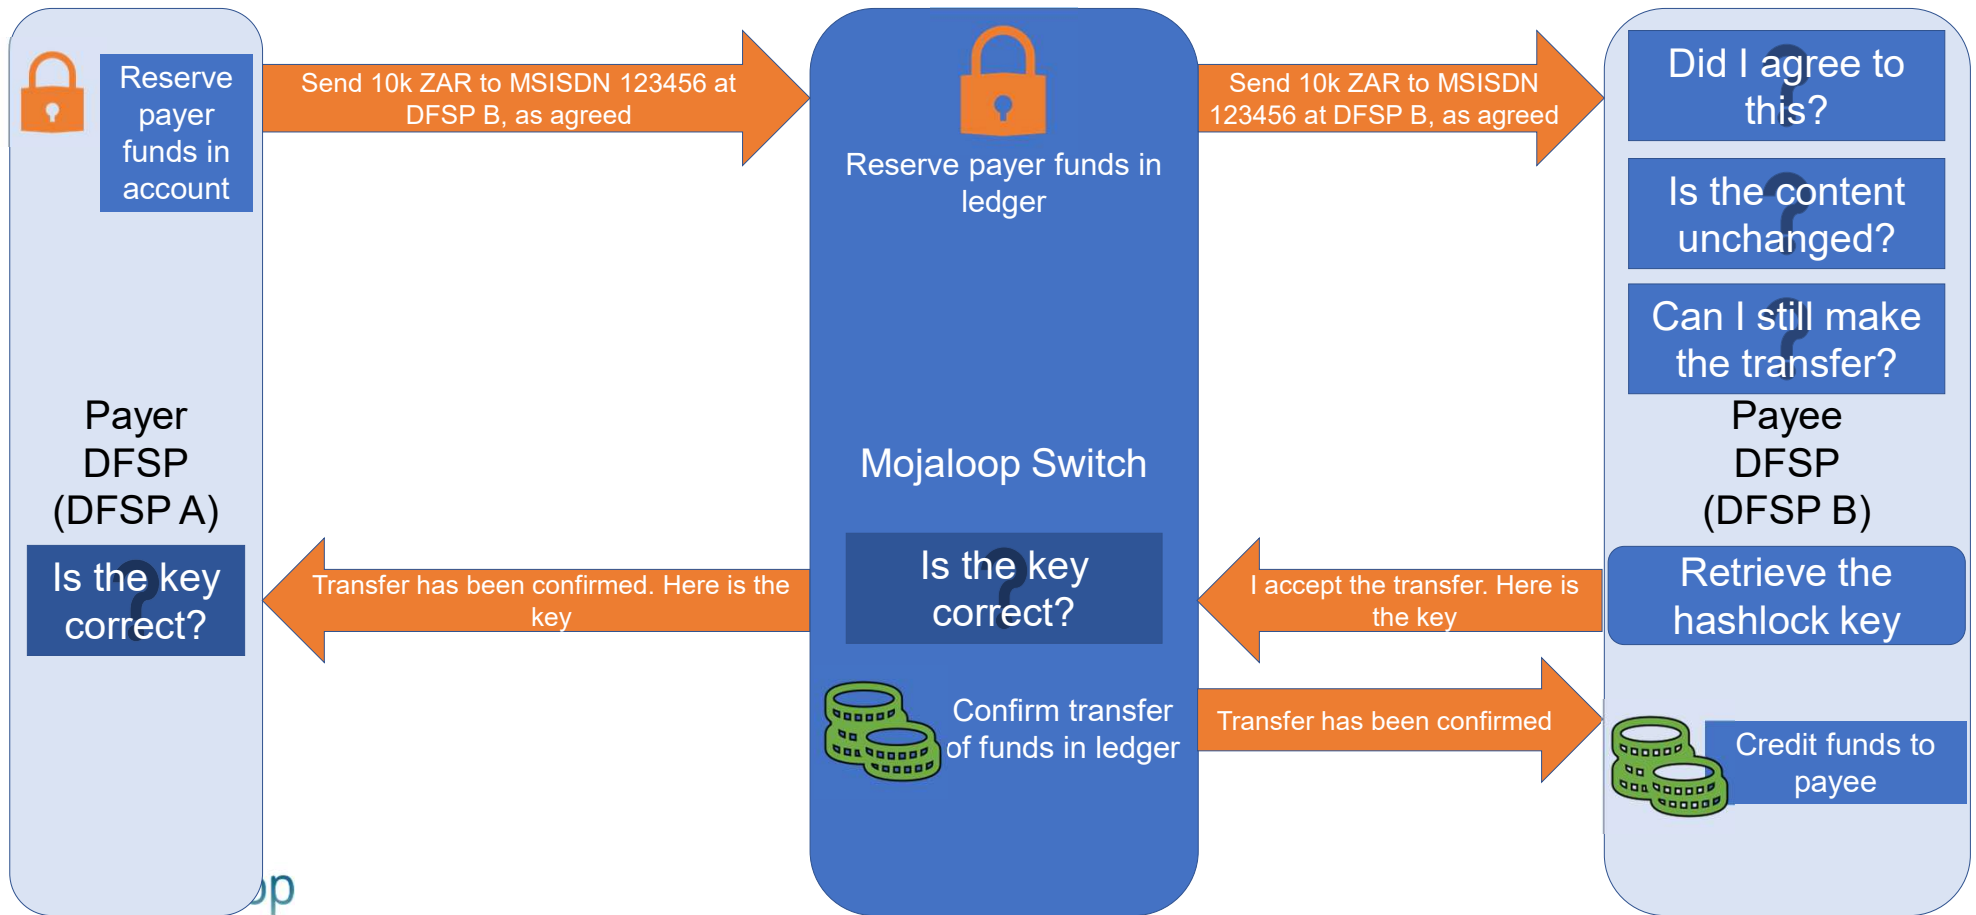 Reserve
payer
funds in
account
Send 10k ZAR to MSISDN 123456 at
DFSP B, as agreed
Reserve payer funds in
ledger
Send 10k ZAR to MSISDN
123456 at DFSP B, as agreed
Did I agree to
this?
Is the content
unchanged?
Can I still make
the transfer?
Payer
DFSP
(DFSP A)
Mojaloop Switch
Payee
DFSP
(DFSP B)
Is the key
correct?
Transfer has been confirmed. Here is the
key
Is the key
correct?
I accept the transfer. Here is
the key
Retrieve the
hashlock key
Confirm transfer
of funds in ledger
Transfer has been confirmed
Credit funds to
payee